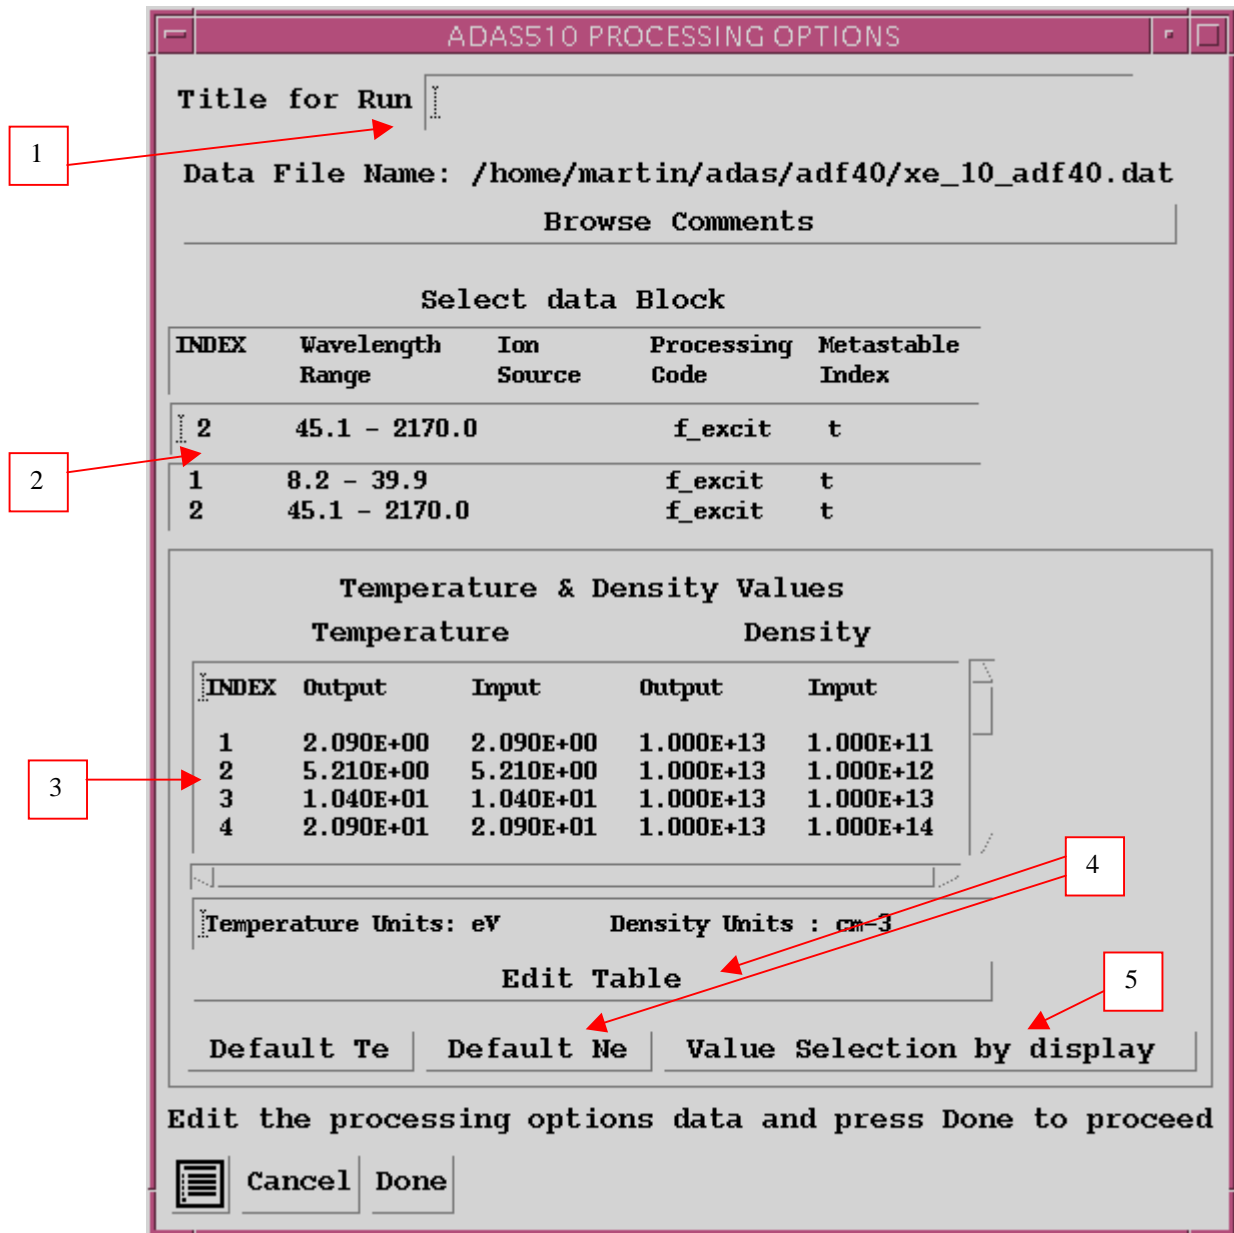 ADAS510 PROCESSING OPTIONS
Title for Run
1
Data File Name: /home/martin/adas/adf40/xe_10_adf40.dat
Browse Comments
Select data Block
INDEX Wavelength Range Ion Source Processing Code Metastable Index
2 45.1 - 2170.0 f_excit t
2
1 8.2 - 39.9 f_excit t
2 45.1 - 2170.0 f_excit t
Temperature & Density Values
Temperature Density
INDEX Output Input Output Input
1 2.090E+00 2.090E+00 1.000E+13 1.000E+11
2 5.210E+00 5.210E+00 1.000E+13 1.000E+12
3
3 1.040E+01 1.040E+01 1.000E+13 1.000E+13
4 2.090E+01 2.090E+01 1.000E+13 1.000E+14
4
Temperature Units: eV Density Units : cm-3
Edit Table
5
Default Te Default Ne Value Selection by display
Edit the processing options data and press Done to proceed
Cancel Done